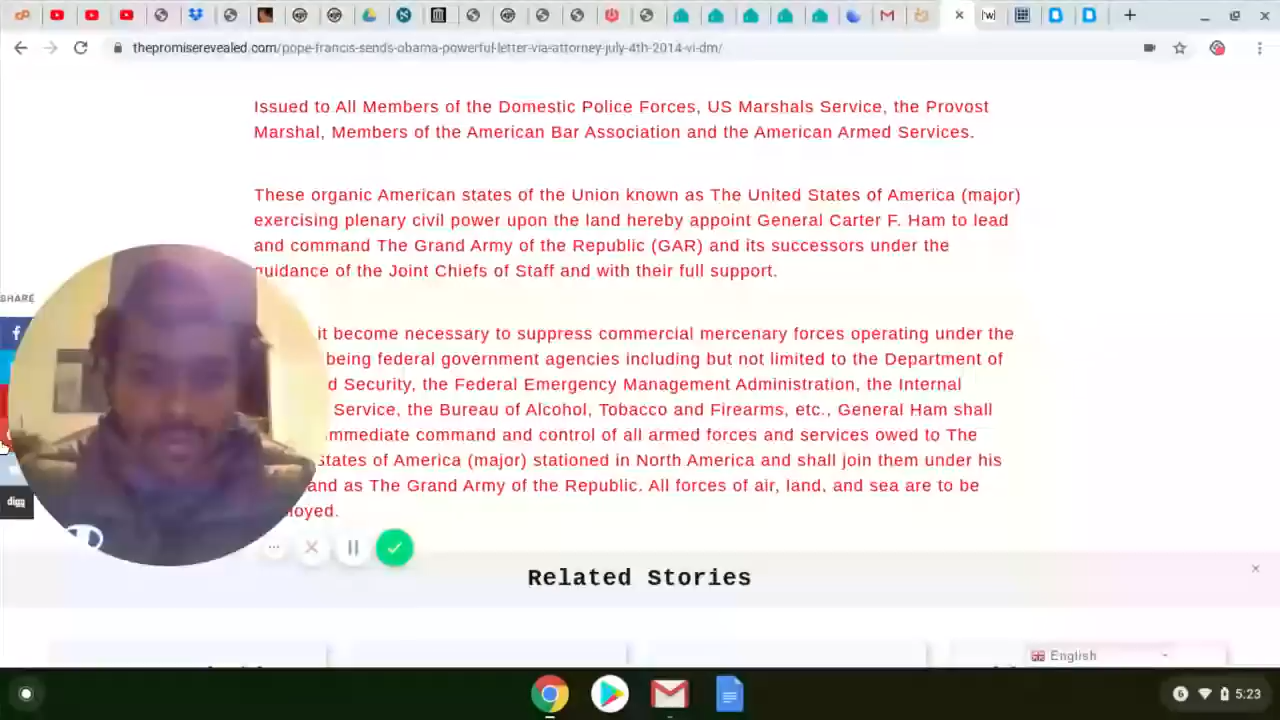 thepromiserevealed.com/pope-francis-sends-obama-powerful-letter-via-attorney-july-4th-2014-vi-dm/
Issued to All Members of the Domestic Police Forces, US Marshals Service, the Provost
Marshal, Members of the American Bar Association and the American Armed Services.
These organic American states of the Union known as The United States of America (major)
exercising plenary civil power upon the land hereby appoint General Carter F. Ham to lead
and command The Grand Army of the Republic (GAR) and its successors under the
guidance of the Joint Chiefs of Staff and with their full support.
SHARE
it become necessary to suppress commercial mercenary forces operating under the
being federal government agencies including but not limited to the Department of
Security, the Federal Emergency Management Administration, the Internal
Service, the Bureau of Alcohol, Tobacco and Firearms, etc., General Ham shall
immediate command and control of all armed forces and services owed to The
States of America (major) stationed in North America and shall join them under his
as The Grand Army of the Republic. All forces of air, land, and sea are to be
digg
Related Stories
English
6
5:23